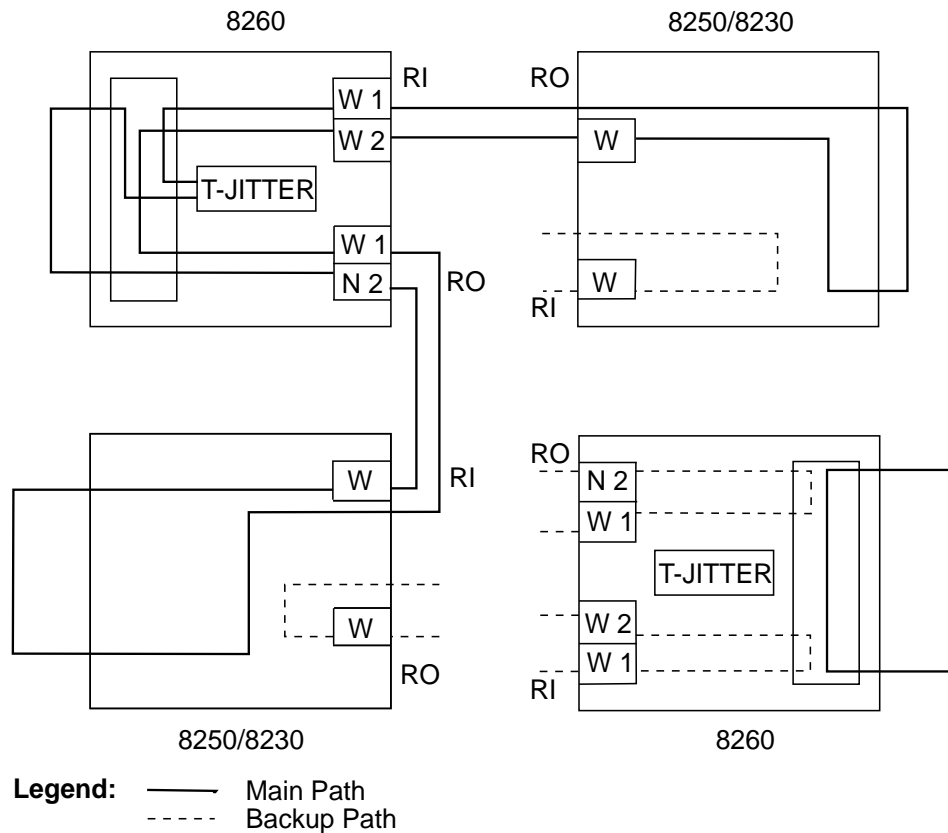 8260
8250/8230
RI
RO
W 1
W 2
W
T-JITTER
W 1
N 2
RO
W
RI
W
RI
W
RO
RO
N 2
W 1
T-JITTER
W 2
W 1
RI
8250/8230
8260
Legend:
Main Path
Backup Path